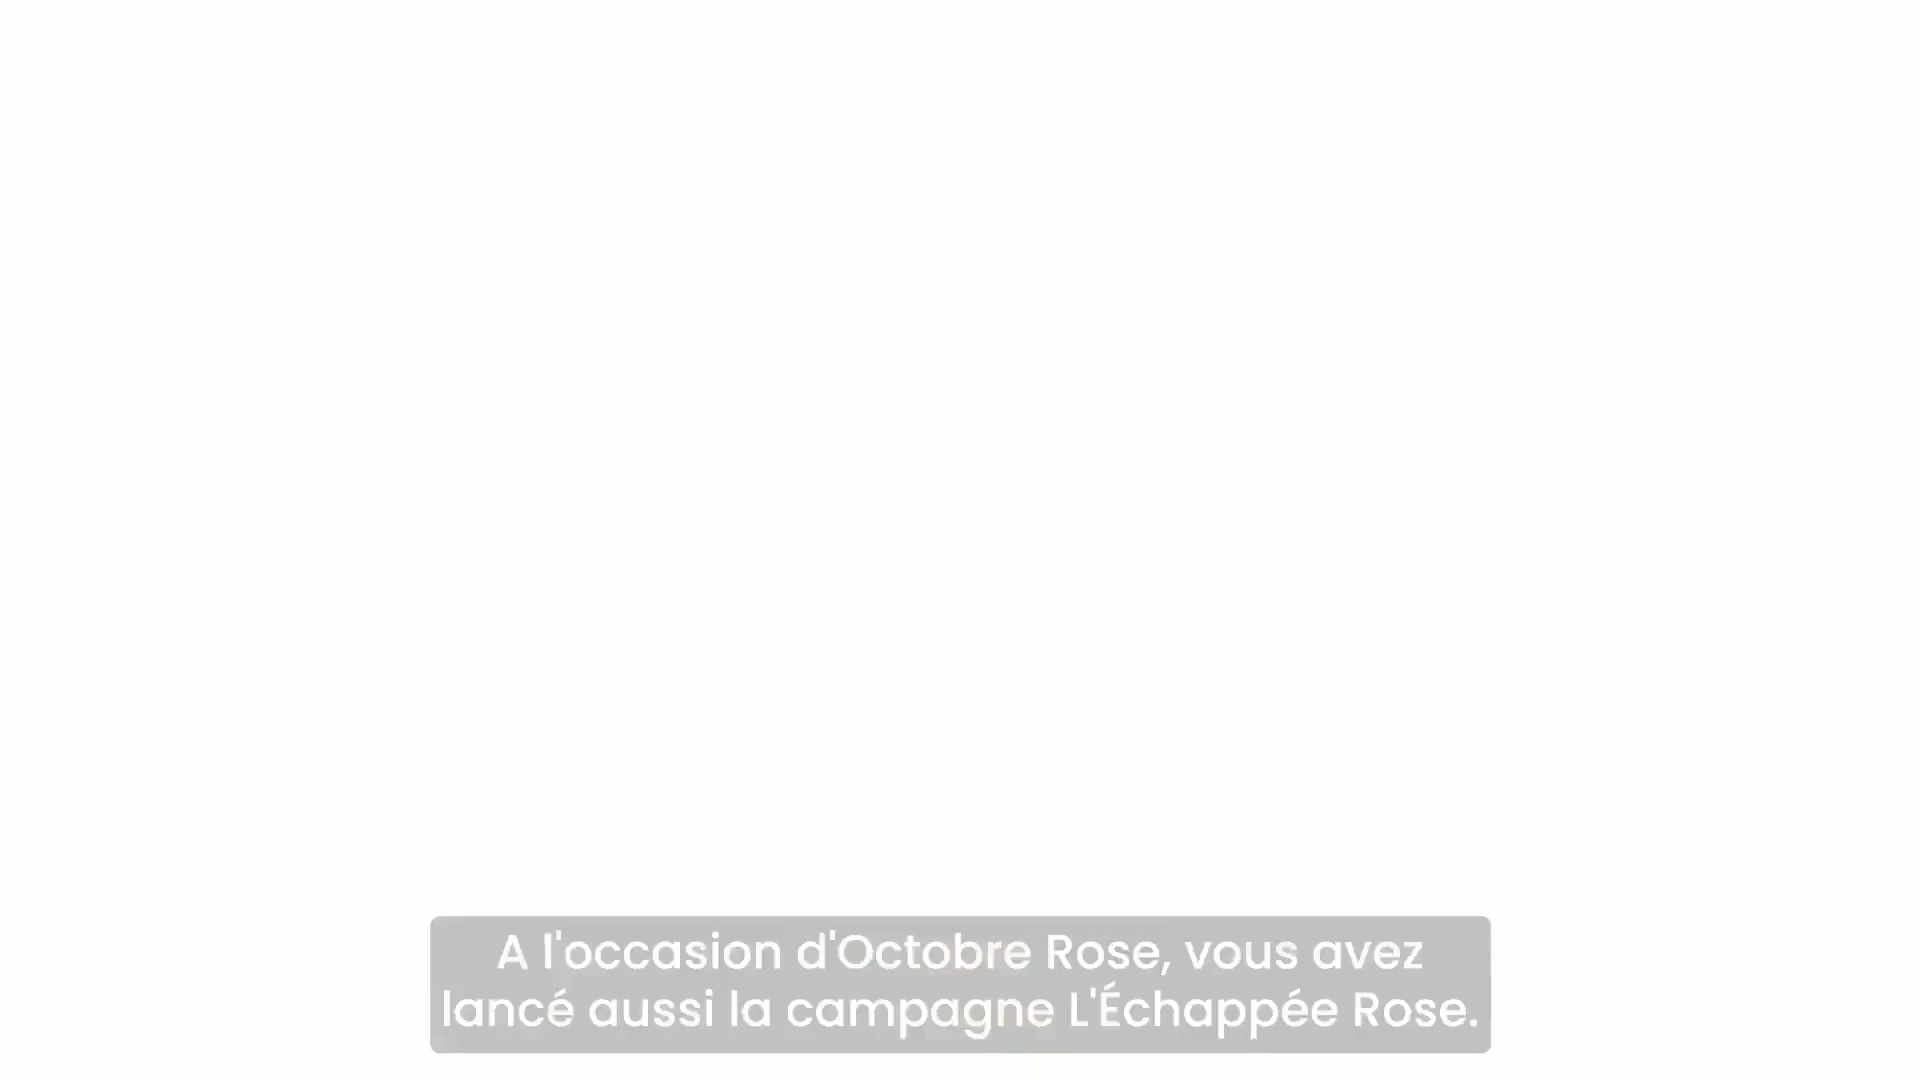 A l'occasion d'Octobre Rose, vous avez
lancé aussi la campagne L'Échappée Rose.